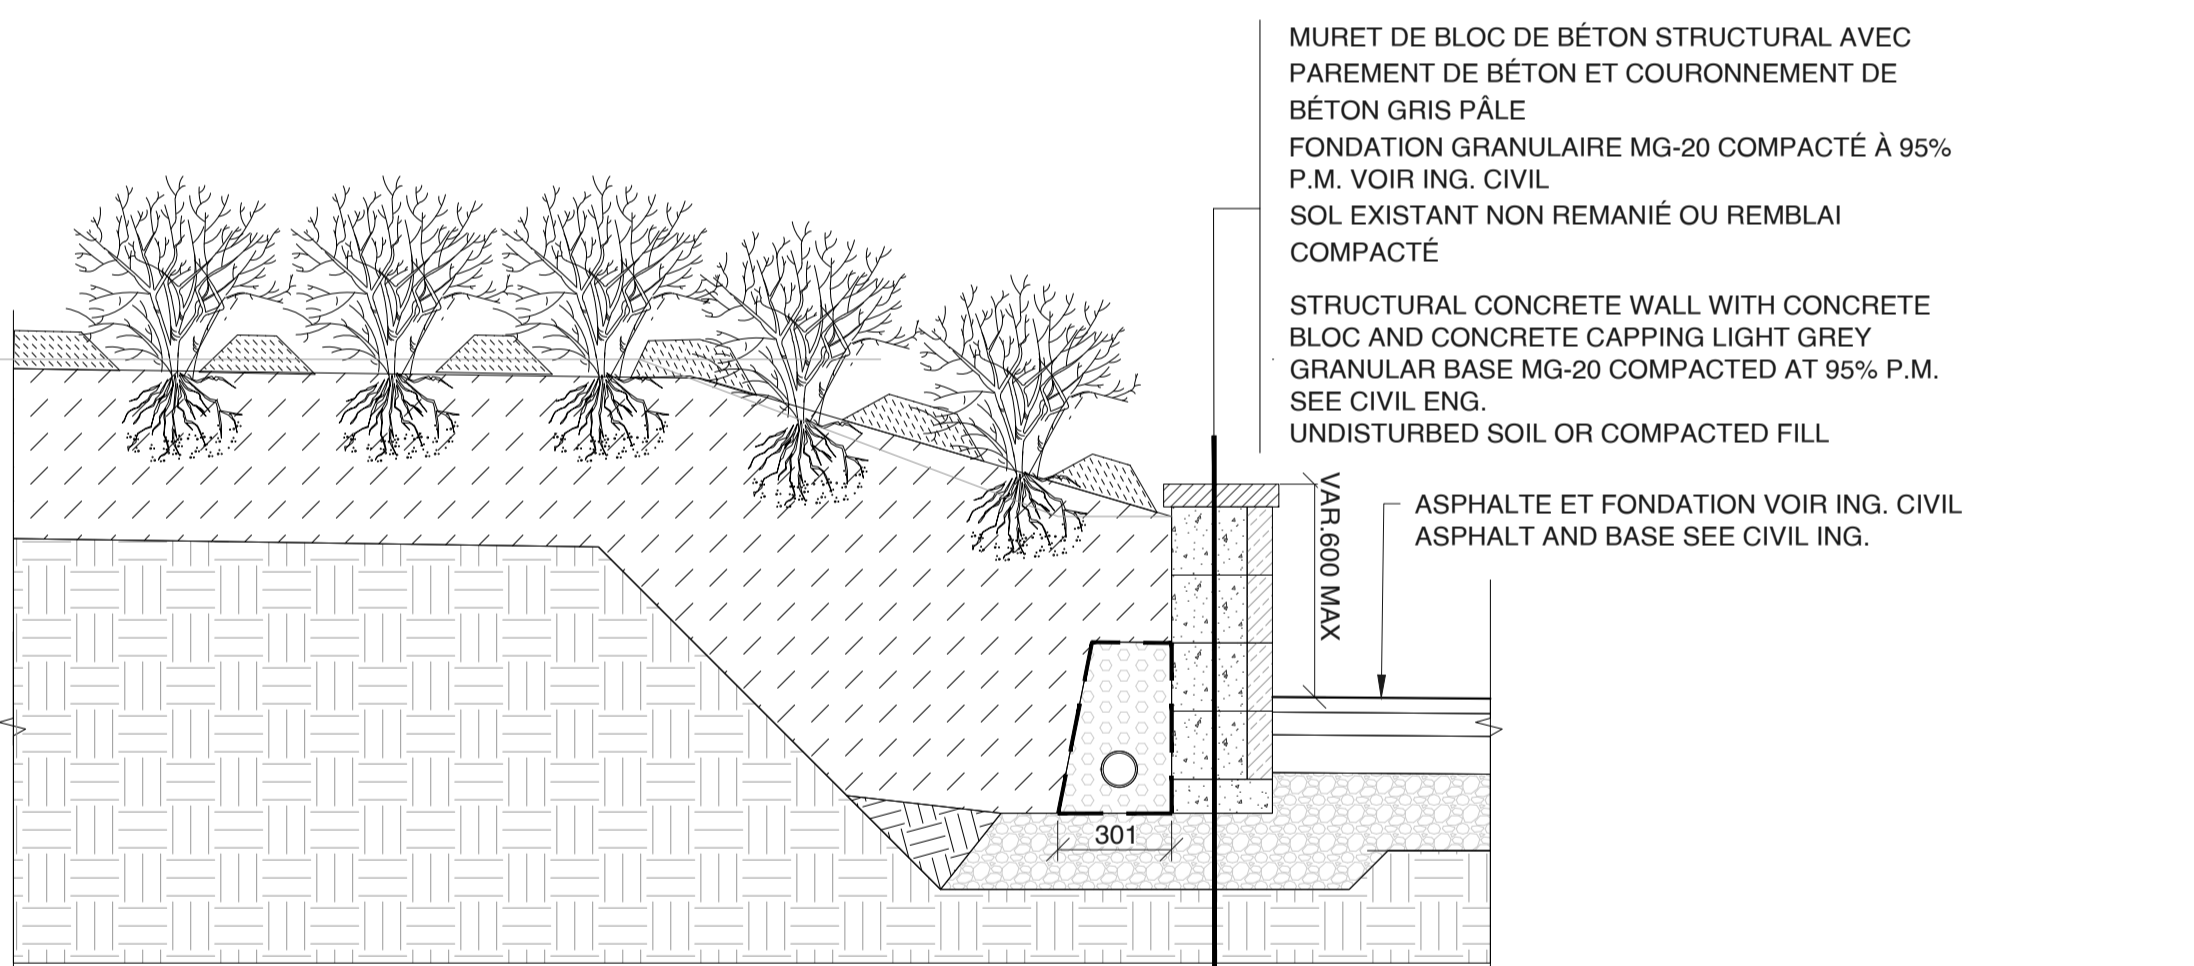 MURET DE BLOC DE BÉTON STRUCTURAL AVEC
PAREMENT DE BÉTON ET COURONNEMENT DE
BÉTON GRIS PÂLE
FONDATION GRANULAIRE MG-20 COMPACTÉ À 95%
P.M. VOIR ING. CIVIL
SOL EXISTANT NON REMANIÉ OU REMBLAI
COMPACTÉ
STRUCTURAL CONCRETE WALL WITH CONCRETE
BLOC AND CONCRETE CAPPING LIGHT GREY
GRANULAR BASE MG-20 COMPACTED AT 95% P.M.
SEE CIVIL ENG.
UNDISTURBED SOIL OR COMPACTED FILL
VAR.600 MAX
ASPHALTE ET FONDATION VOIR ING. CIVIL
ASPHALT AND BASE SEE CIVIL ING.
301